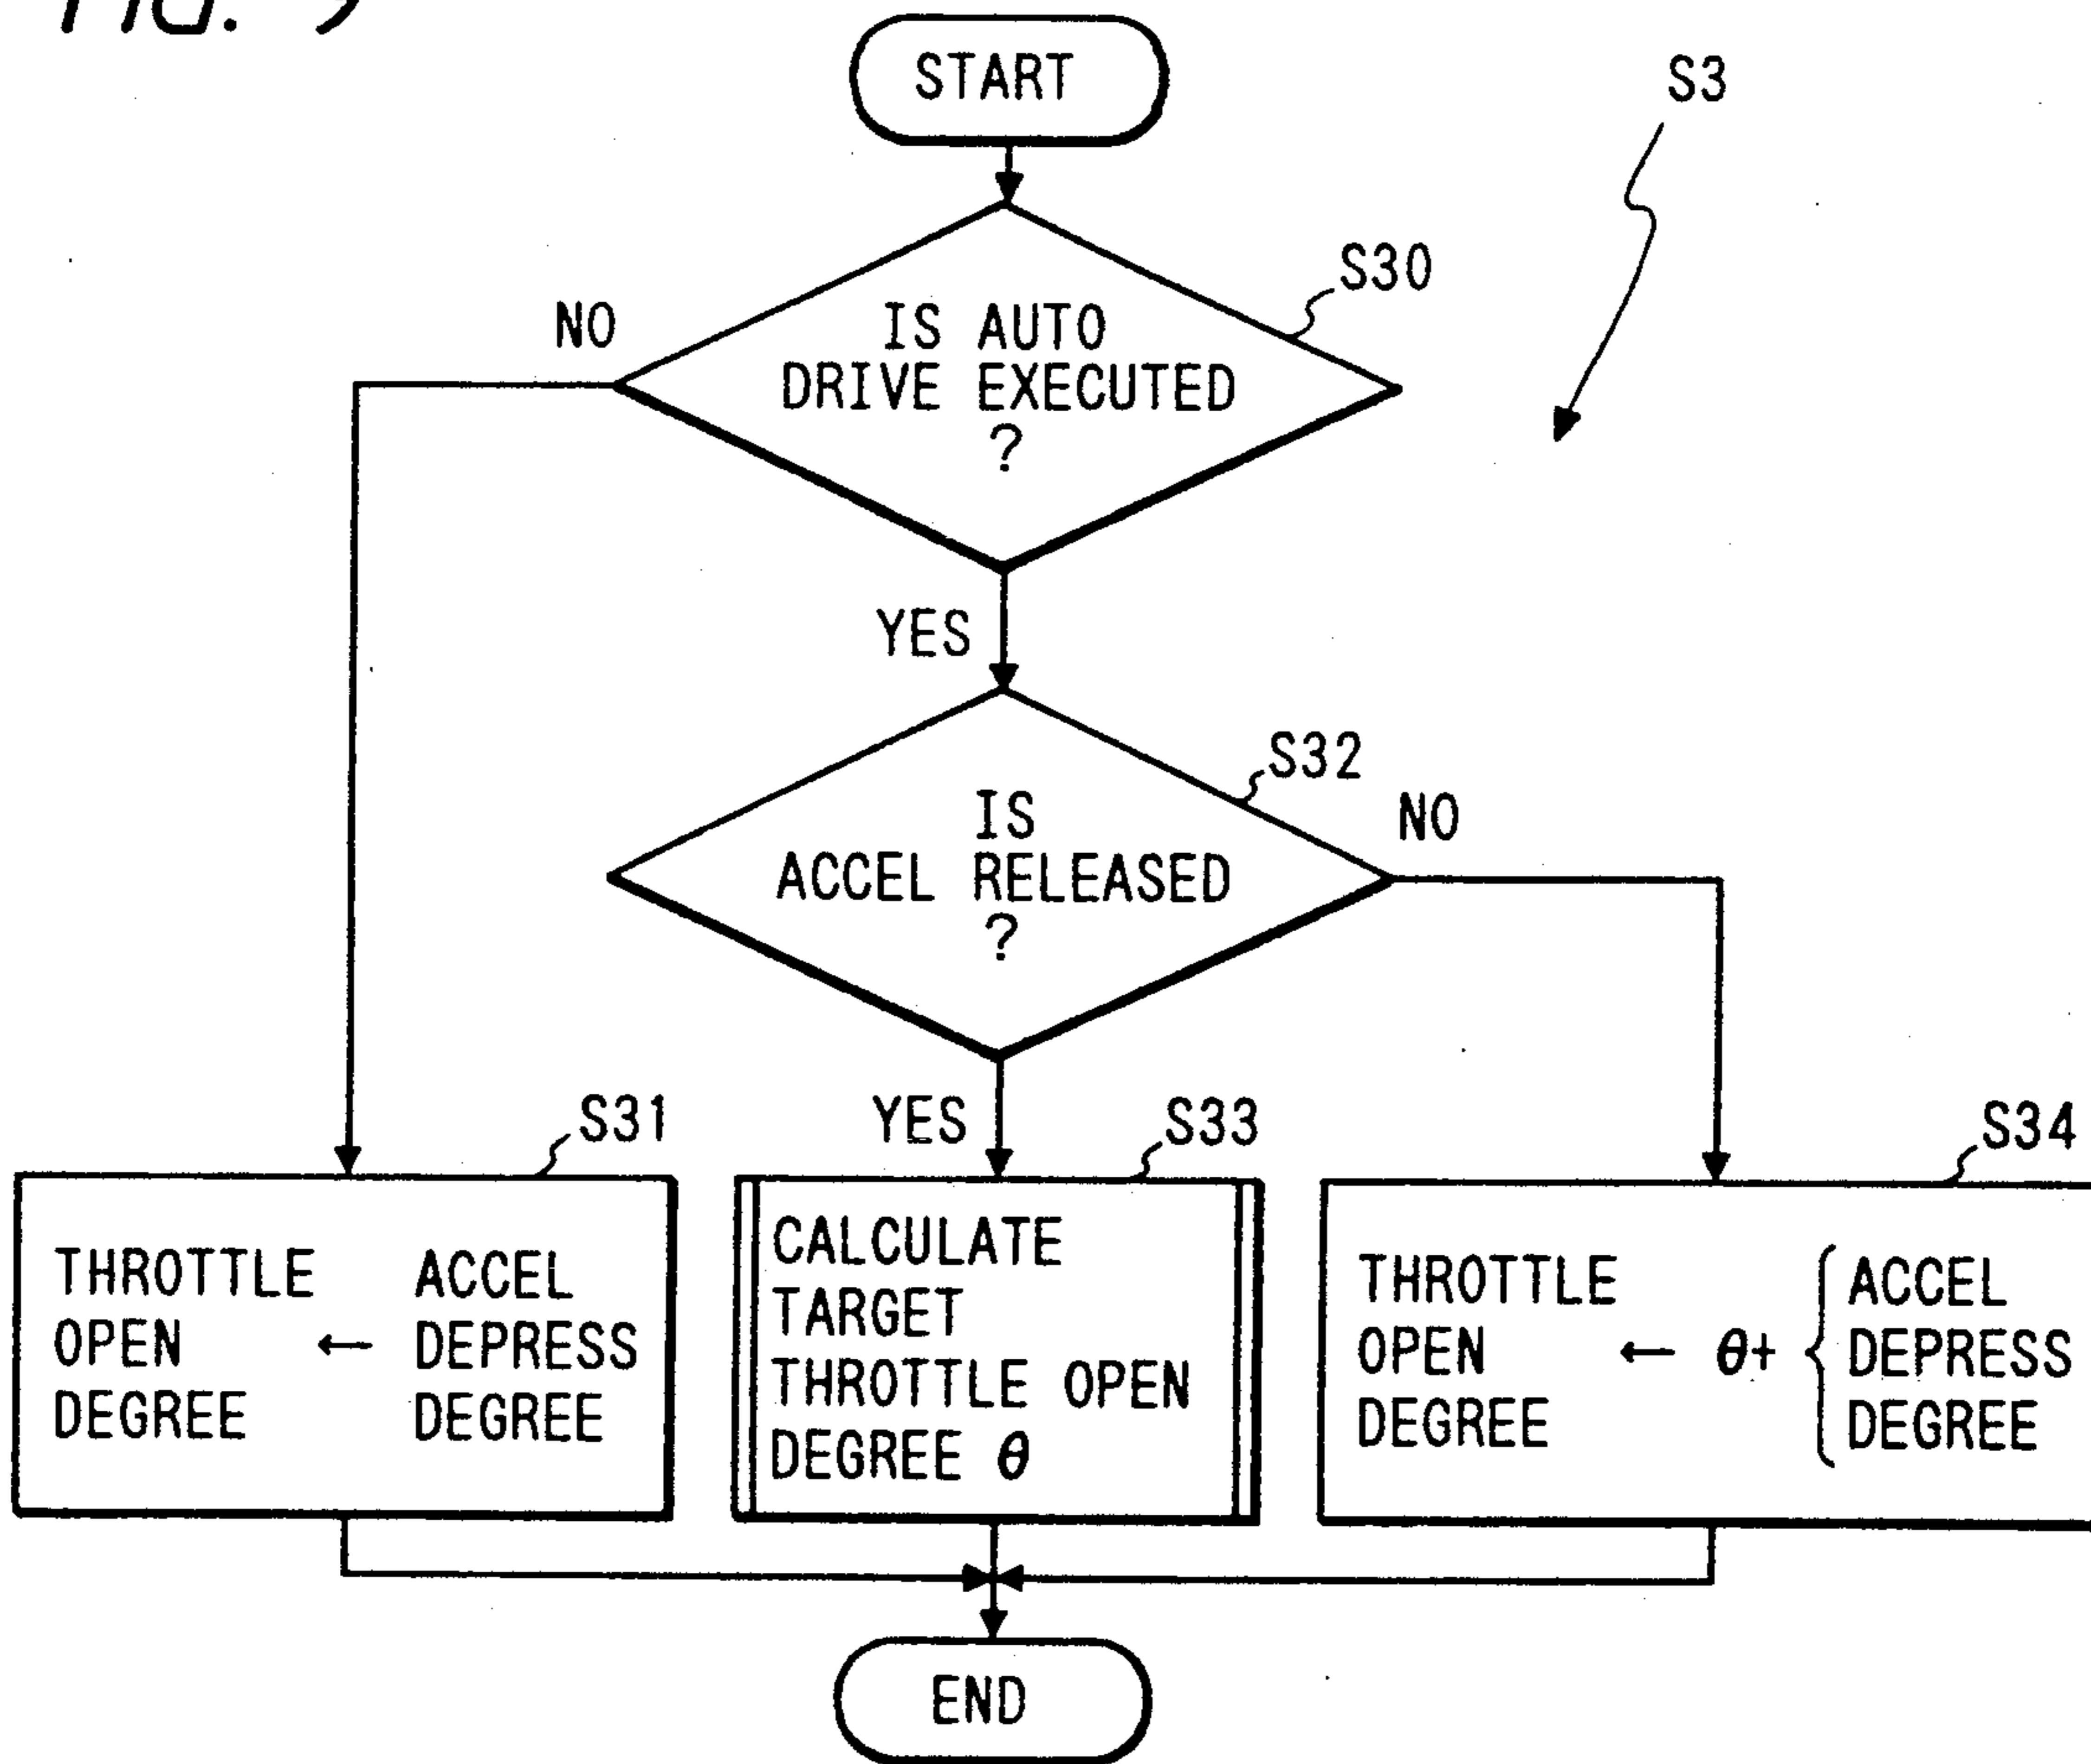 START
S3
S30
NO
IS AUTO
DRIVE EXECUTED
?
YES
S32
IS
ACCEL RELEASED
?
NO
YES
S31
THROTTLE
OPEN
DEGREE
←
ACCEL
DEPRESS
DEGREE
S33
CALCULATE
TARGET
THROTTLE OPEN
DEGREE θ
S34
THROTTLE
OPEN
DEGREE
← θ+ {
ACCEL
DEPRESS
DEGREE
END